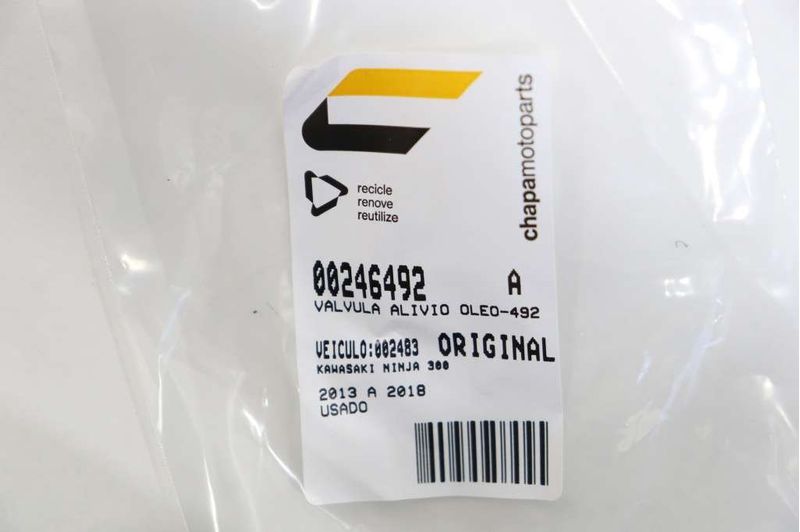 chapamotoparts
recicle
renove
reutilize
00246492 A
VALVULA ALIVIO OLEO-492
VEICULO:002483 ORIGINAL
KAWASAKI NINJA 300
2013 A 2018
USADO